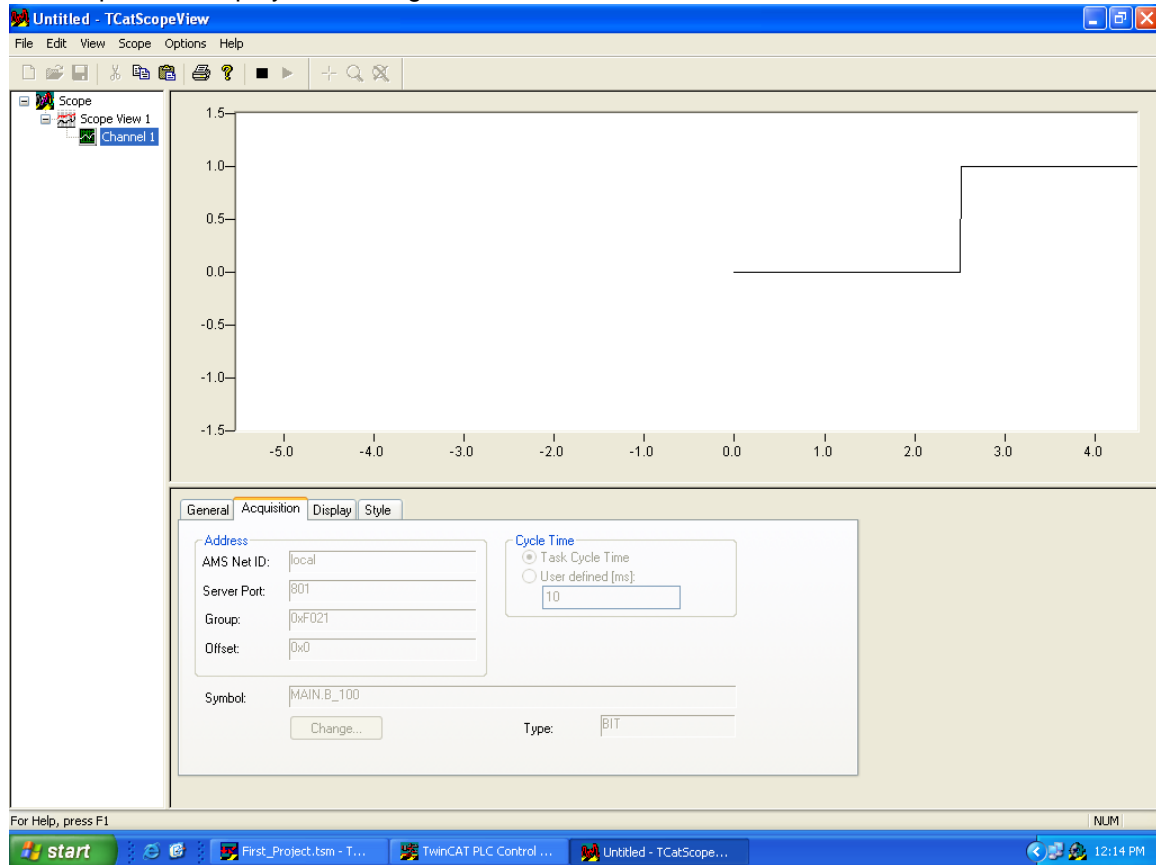 Untitled - TCatScopeView
File Edit View Scope Options Help
Scope
Scope View 1
Channel 1
1.5
1.0
0.5
0.0
-0.5
-1.0
-1.5
-5.0 -4.0 -3.0 -2.0 -1.0 0.0 1.0 2.0 3.0 4.0
General Acquisition Display Style
Address
AMS Net ID: local
Server Port: 801
Group: 0xF021
Offset: 0x0
Cycle Time
Task Cycle Time
User defined [ms]:
10
Symbol: MAIN.B_100
Change... Type: BIT
For Help, press F1 NUM
start First_Project.tsm - T... TwinCAT PLC Control ... Untitled - TCatScope... 12:14 PM